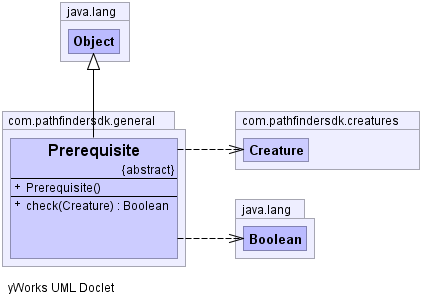 java.lang
Object
com.pathfindersdk.general
Prerequisite
{abstract}
+ Prerequisite()
+ check(Creature) : Boolean
com.pathfindersdk.creatures
Creature
java.lang
Boolean
yWorks UML Doclet